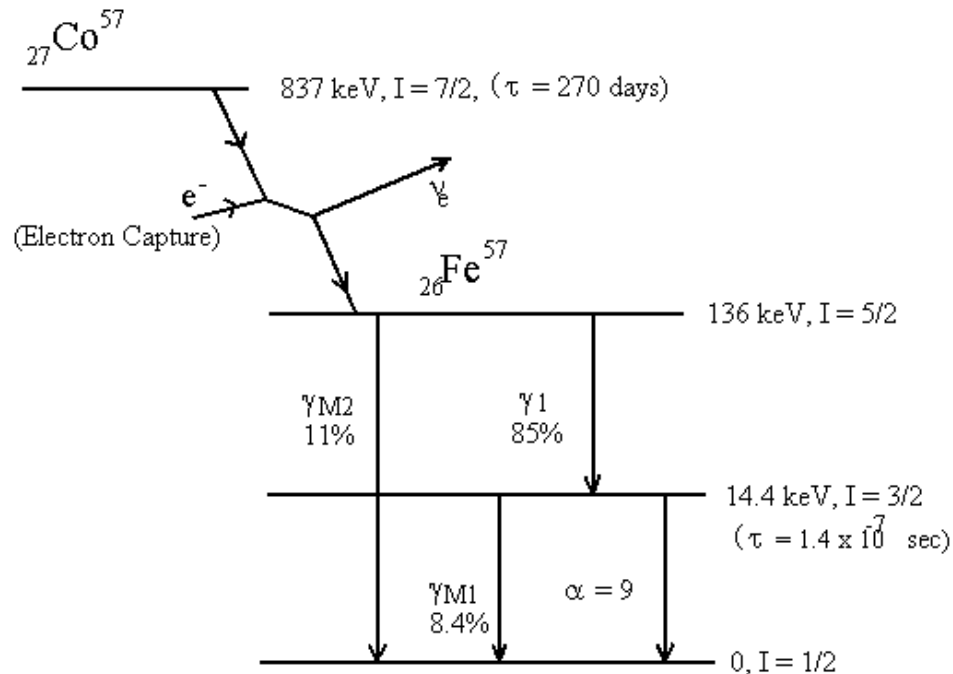 ₂₇Co⁵⁷
837 keV, I = 7/2, (τ = 270 days)
e⁻
νₑ
(Electron Capture)
₂₆Fe⁵⁷
136 keV, I = 5/2
γM2
11%
γ1
85%
14.4 keV, I = 3/2
(τ = 1.4 x 10⁻⁷ sec)
γM1
8.4%
α = 9
0, I = 1/2